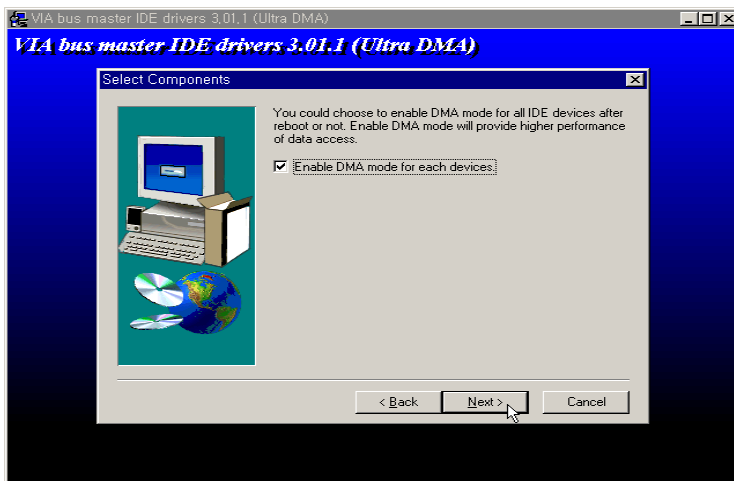 VIA bus master IDE drivers 3.01.1 (Ultra DMA)
VIA bus master IDE drivers 3.01.1 (Ultra DMA)
Select Components
You could choose to enable DMA mode for all IDE devices after
reboot or not. Enable DMA mode will provide higher performance
of data access.
Enable DMA mode for each devices.
< Back
Next >
Cancel